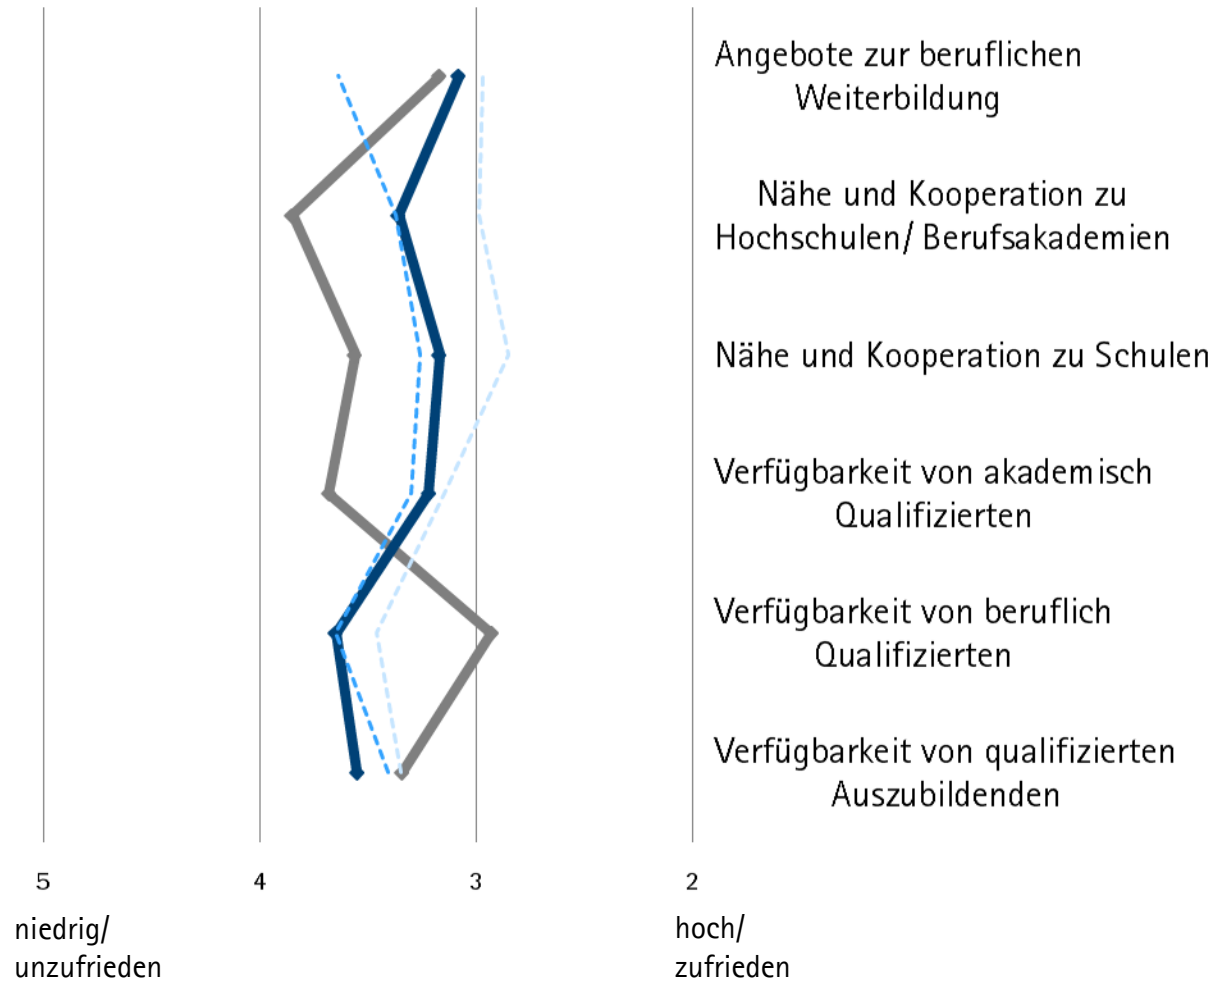 Angebote zur beruflichen
Weiterbildung
Nähe und Kooperation zu
Hochschulen/ Berufsakademien
Nähe und Kooperation zu Schulen
Verfügbarkeit von akademisch
Qualifizierten
Verfügbarkeit von beruflich
Qualifizierten
Verfügbarkeit von qualifizierten
Auszubildenden
5 4 3 2
niedrig/ hoch/
unzufrieden zufrieden